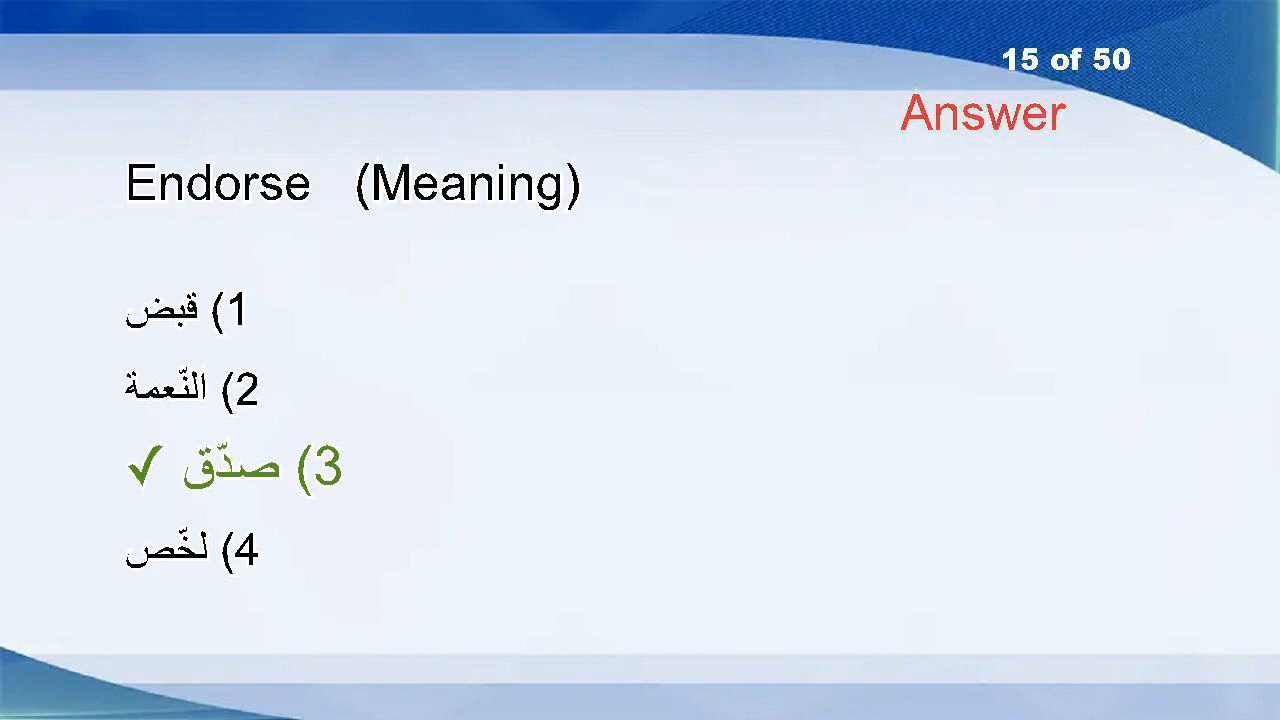 15 of 50
Answer
Endorse (Meaning)
1) قبض
2) النّعمة
3) صدّق ✓
4) لخّص